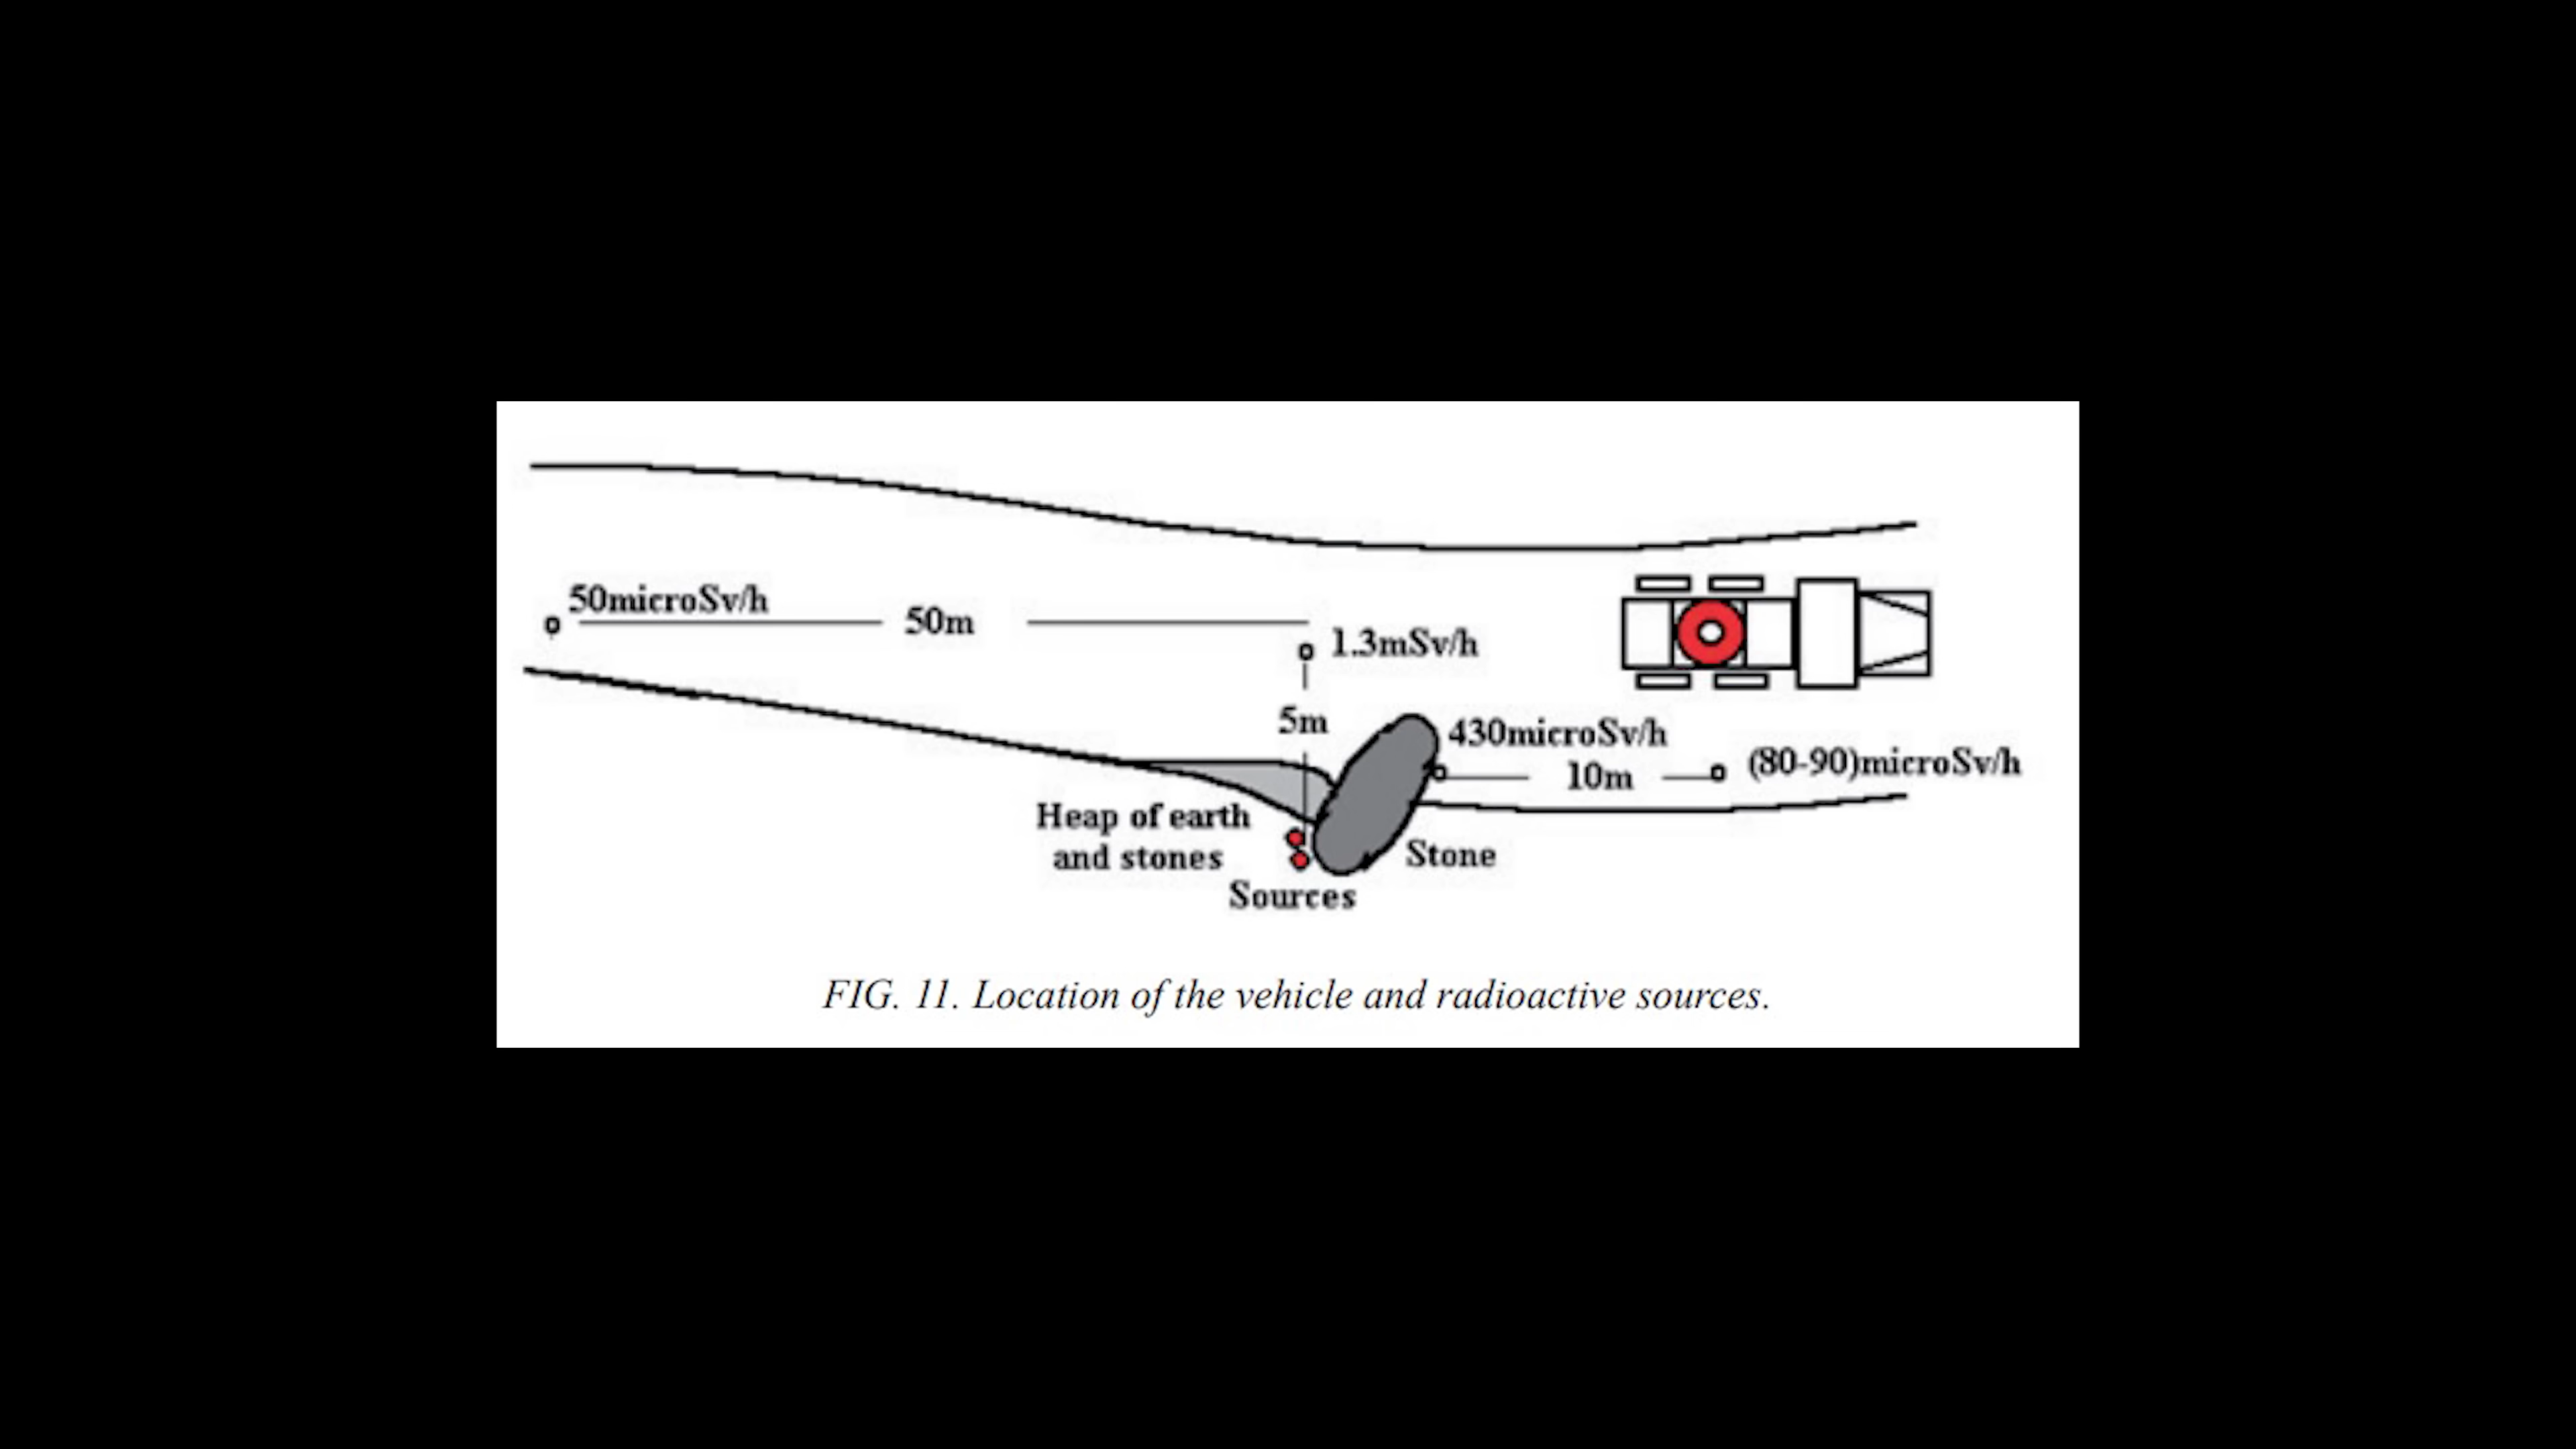 50microSv/h
50m
1.3mSv/h
5m
430microSv/h
10m
(80-90)microSv/h
Heap of earth
and stones
Stone
Sources
FIG. 11. Location of the vehicle and radioactive sources.